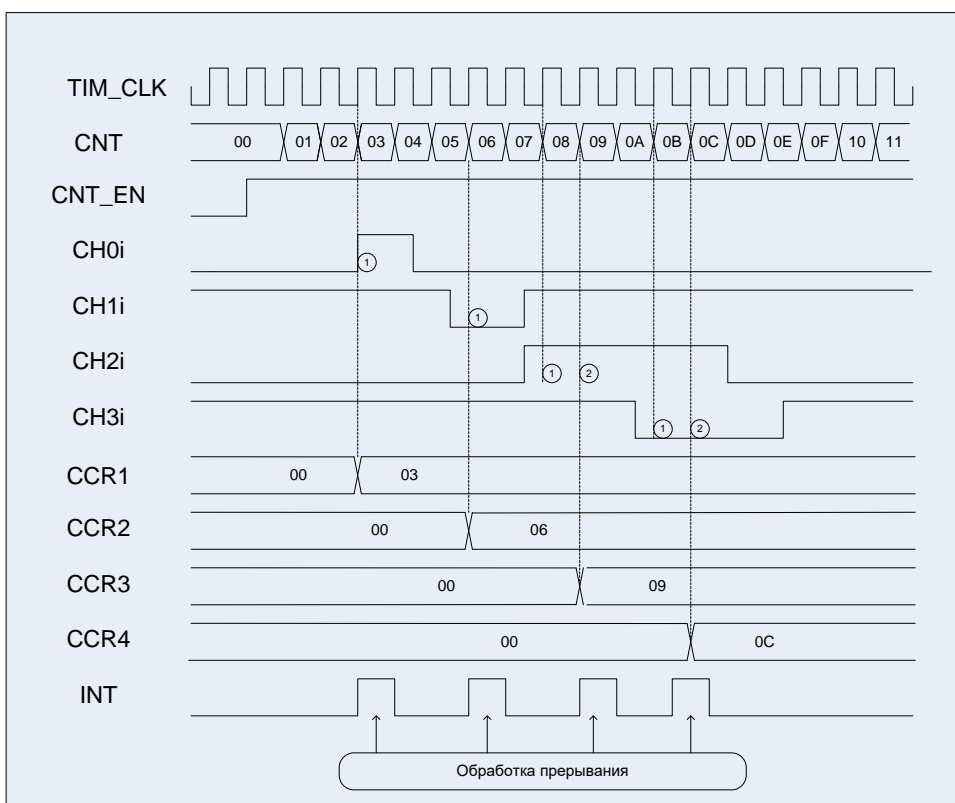 TIM_CLK
CNT 00 01 02 03 04 05 06 07 08 09 0A 0B 0C 0D 0E 0F 10 11
CNT_EN
CH0i 1
CH1i 1
CH2i 1 2
CH3i 1 2
CCR1 00 03
CCR2 00 06
CCR3 00 09
CCR4 00 0C
INT
Обработка прерывания